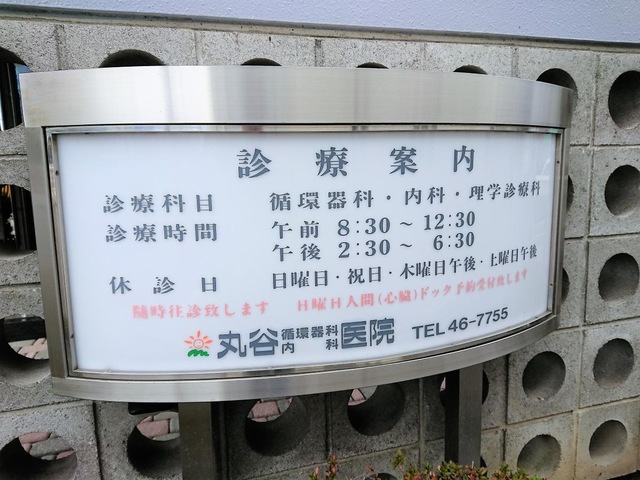 診療案内
診療科目 循環器科・内科・理学診療科
診療時間 午前 8:30～12:30
午後 2:30～ 6:30
休診日 日曜日・祝日・木曜日午後・土曜日午後
随時往診致します 日曜日人間(心臓)ドック予約受付致します
丸谷循環器科内科医院 TEL 46-7755